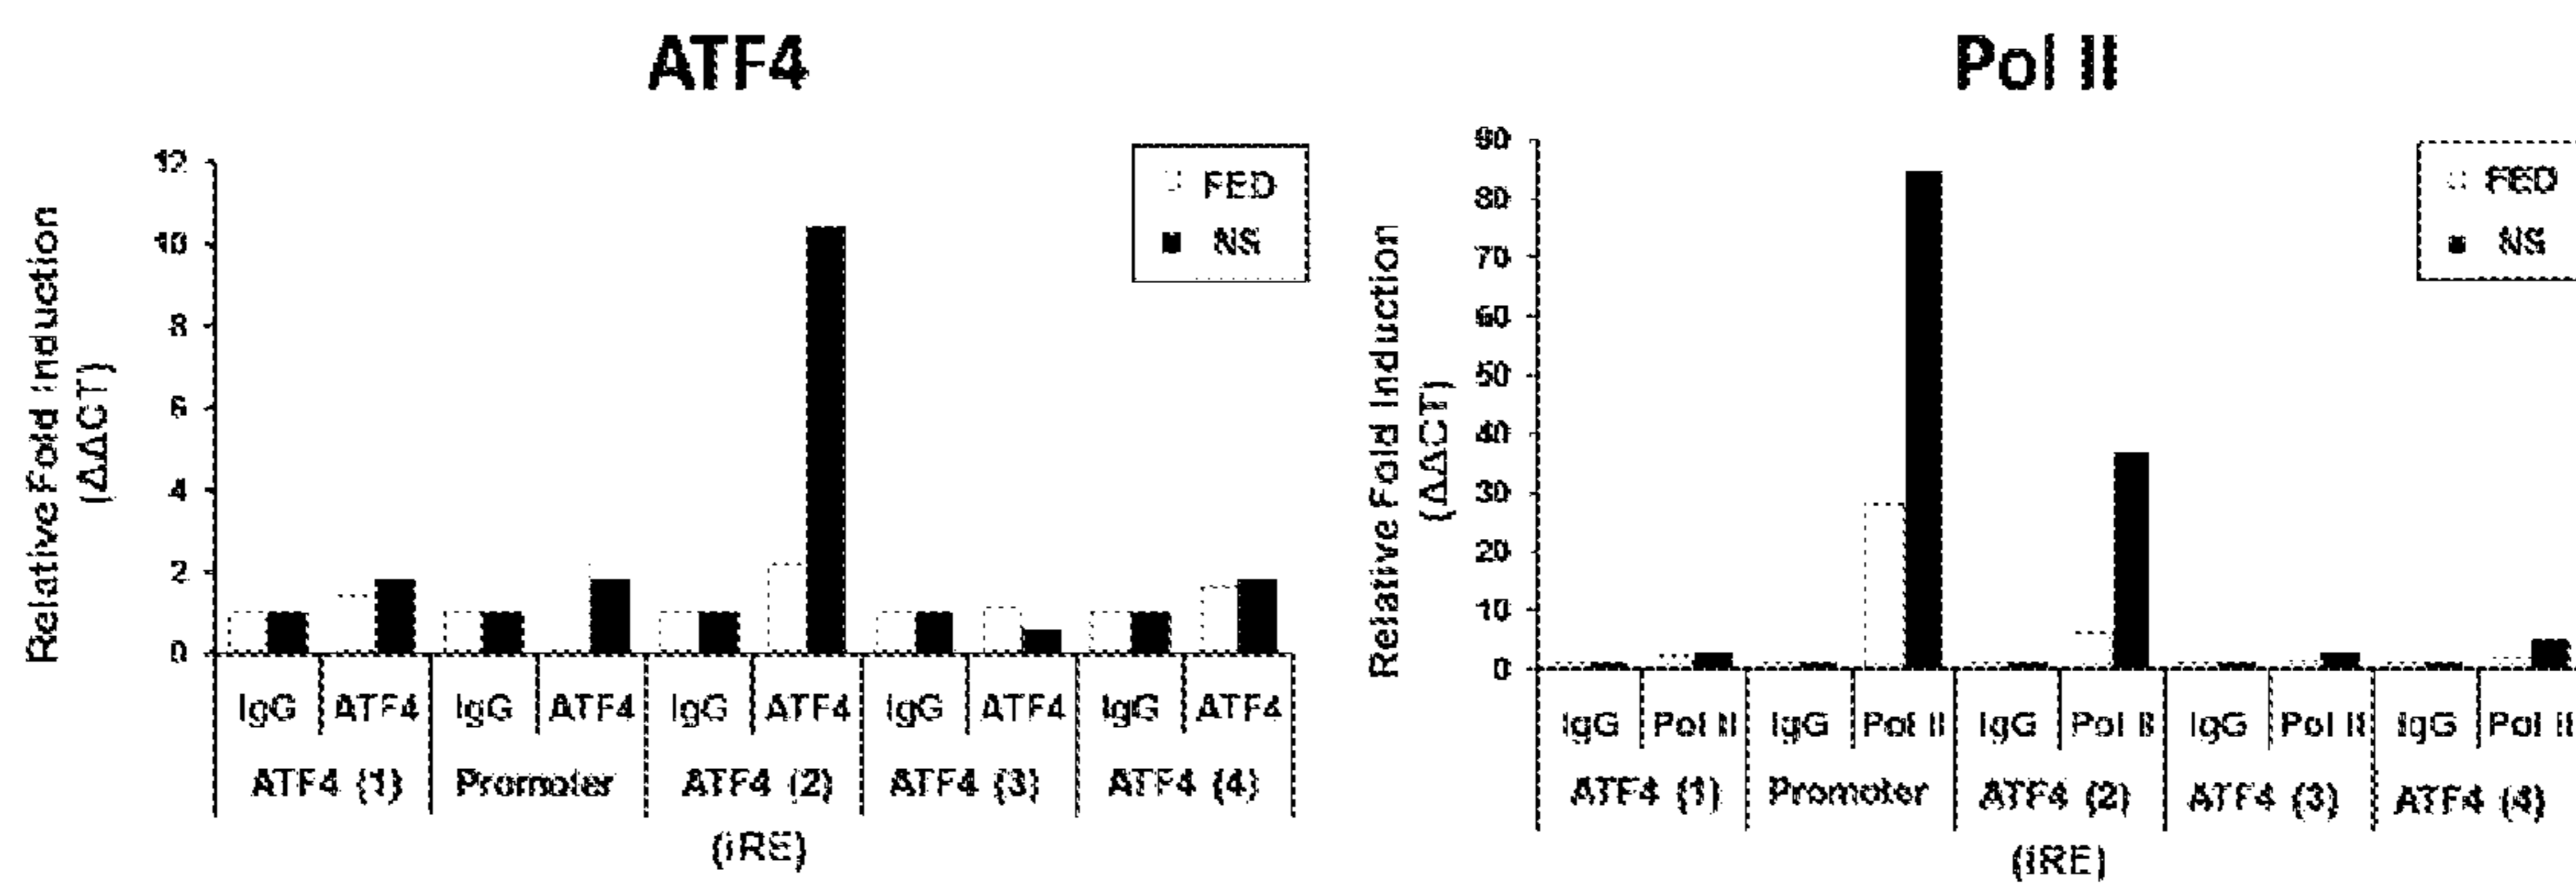 ATF4
Relative Fold Induction
(ΔΔCT)
12
10
8
6
4
2
0
FED
NS
IgG ATF4 IgG ATF4 IgG ATF4 IgG ATF4 IgG ATF4
ATF4 (1) Promoter ATF4 (2) ATF4 (3) ATF4 (4)
(iRE)
Pol II
Relative Fold Induction
(ΔΔCT)
90
80
70
60
50
40
30
20
10
0
FED
NS
IgG Pol II IgG Pol II IgG Pol II IgG Pol II IgG Pol II
ATF4 (1) Promoter ATF4 (2) ATF4 (3) ATF4 (4)
(iRE)